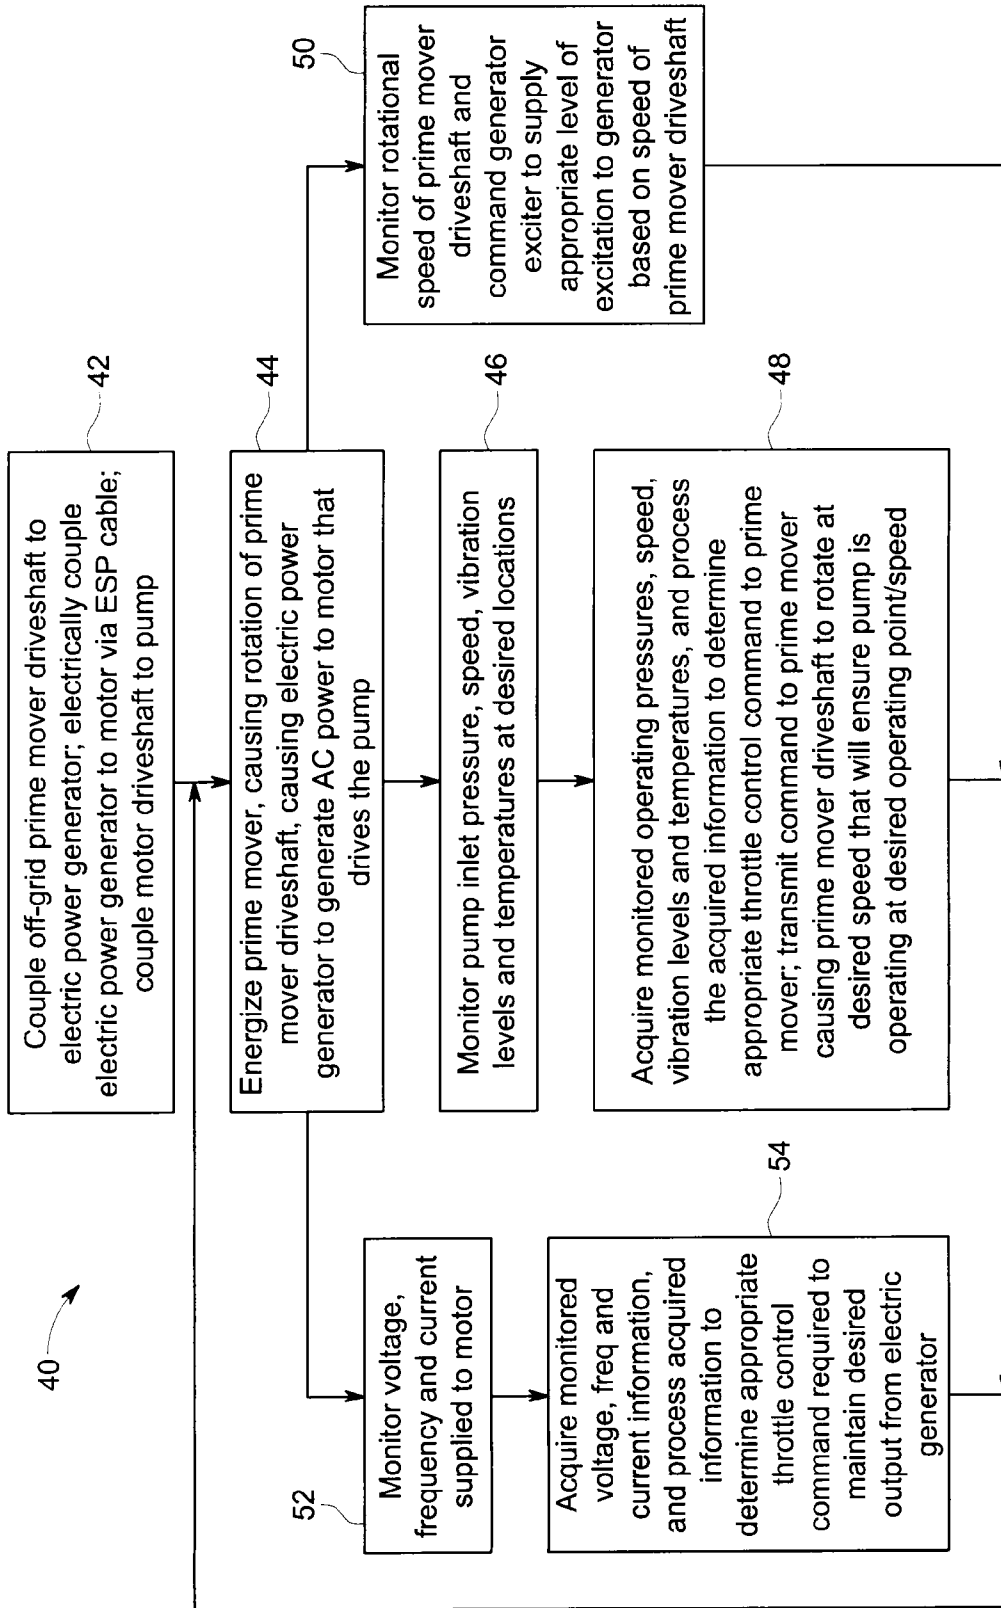 40
Couple off-grid prime mover driveshaft to
electric power generator; electrically couple
electric power generator to motor via ESP cable;
couple motor driveshaft to pump
42
Energize prime mover, causing rotation of prime
mover driveshaft, causing electric power
generator to generate AC power to motor that
drives the pump
44
Monitor pump inlet pressure, speed, vibration
levels and temperatures at desired locations
46
Acquire monitored operating pressures, speed,
vibration levels and temperatures, and process
the acquired information to determine
appropriate throttle control command to prime
mover; transmit command to prime mover
causing prime mover driveshaft to rotate at
desired speed that will ensure pump is
operating at desired operating point/speed
48
Monitor rotational
speed of prime mover
driveshaft and
command generator
exciter to supply
appropriate level of
excitation to generator
based on speed of
prime mover driveshaft
50
52
Monitor voltage,
frequency and current
supplied to motor
Acquire monitored
voltage, freq and
current information,
and process acquired
information to
determine appropriate
throttle control
command required to
maintain desired
output from electric
generator
54